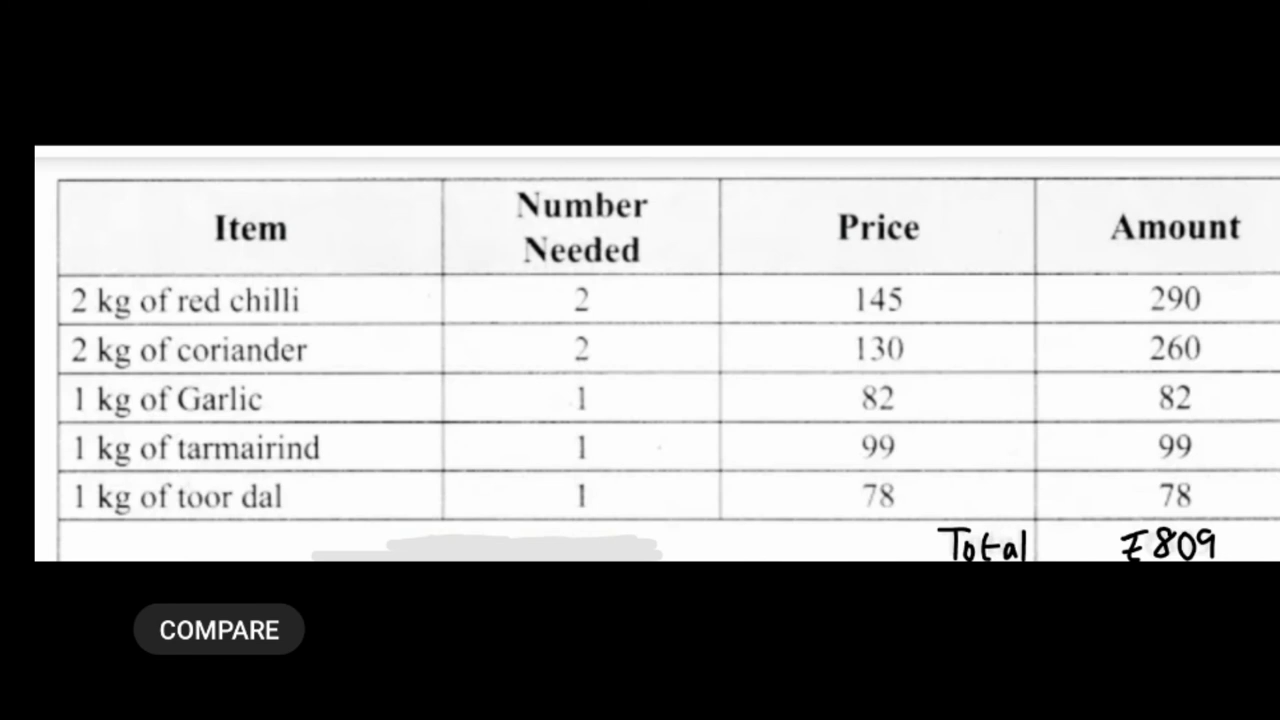 Item Number Needed Price Amount
2 kg of red chilli 2 145 290
2 kg of coriander 2 130 260
1 kg of Garlic 1 82 82
1 kg of tarmairind 1 99 99
1 kg of toor dal 1 78 78
Total ₹809
COMPARE